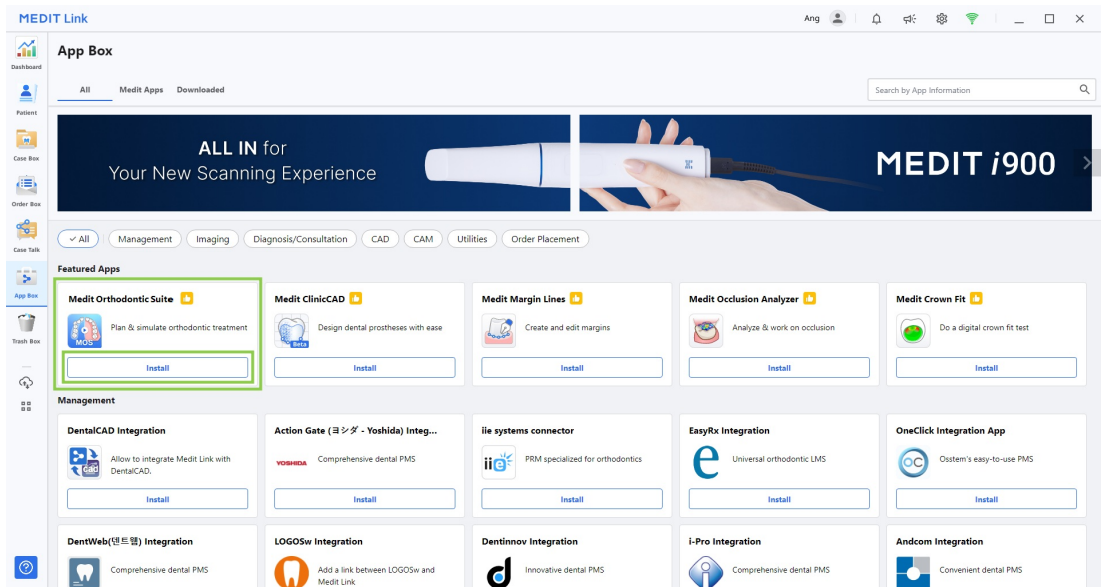 MEDIT Link
Ang
Dashboard
Patient
Case Box
Order Box
Case Talk
App Box
Trash Box
App Box
All Medit Apps Downloaded
Search by App Information
ALL IN for
Your New Scanning Experience
MEDIT i900
All Management Imaging Diagnosis/Consultation CAD CAM Utilities Order Placement
Featured Apps
Medit Orthodontic Suite
MOS
Plan & simulate orthodontic treatment
Install
Medit ClinicCAD
Beta
Design dental prostheses with ease
Install
Medit Margin Lines
Create and edit margins
Install
Medit Occlusion Analyzer
Analyze & work on occlusion
Install
Medit Crown Fit
Do a digital crown fit test
Install
Management
DentalCAD Integration
cad
Allow to integrate Medit Link with
DentalCAD.
Install
Action Gate (ヨシダ - Yoshida) Integ...
YOSHIDA
Comprehensive dental PMS
Install
iie systems connector
iie
PRM specialized for orthodontics
Install
EasyRx Integration
e
Universal orthodontic LMS
Install
OneClick Integration App
OC
Osstem's easy-to-use PMS
Install
DentWeb(덴트웹) Integration
Comprehensive dental PMS
LOGOSw Integration
Add a link between LOGOSw and
Medit Link
Dentinnov Integration
d
Innovative dental PMS
i-Pro Integration
i
Comprehensive dental PMS
Andcom Integration
Convenient dental PMS